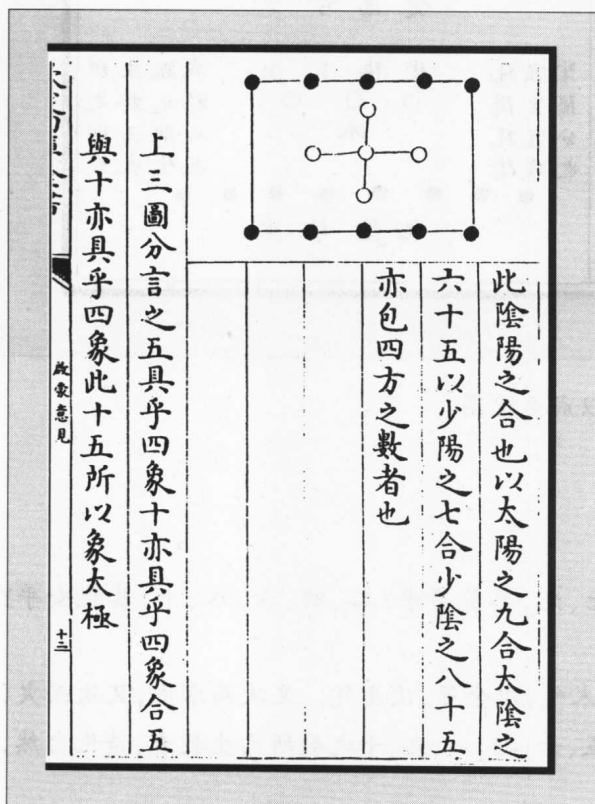 此陰陽之合也以太陽之九合太陰之
六十五以少陽之七合少陰之八十五
亦包四方之數者也
上三圖分言之五具乎四象十亦具乎四象合五
與十亦具乎四象此十五所以象太極
啟蒙意見
十三